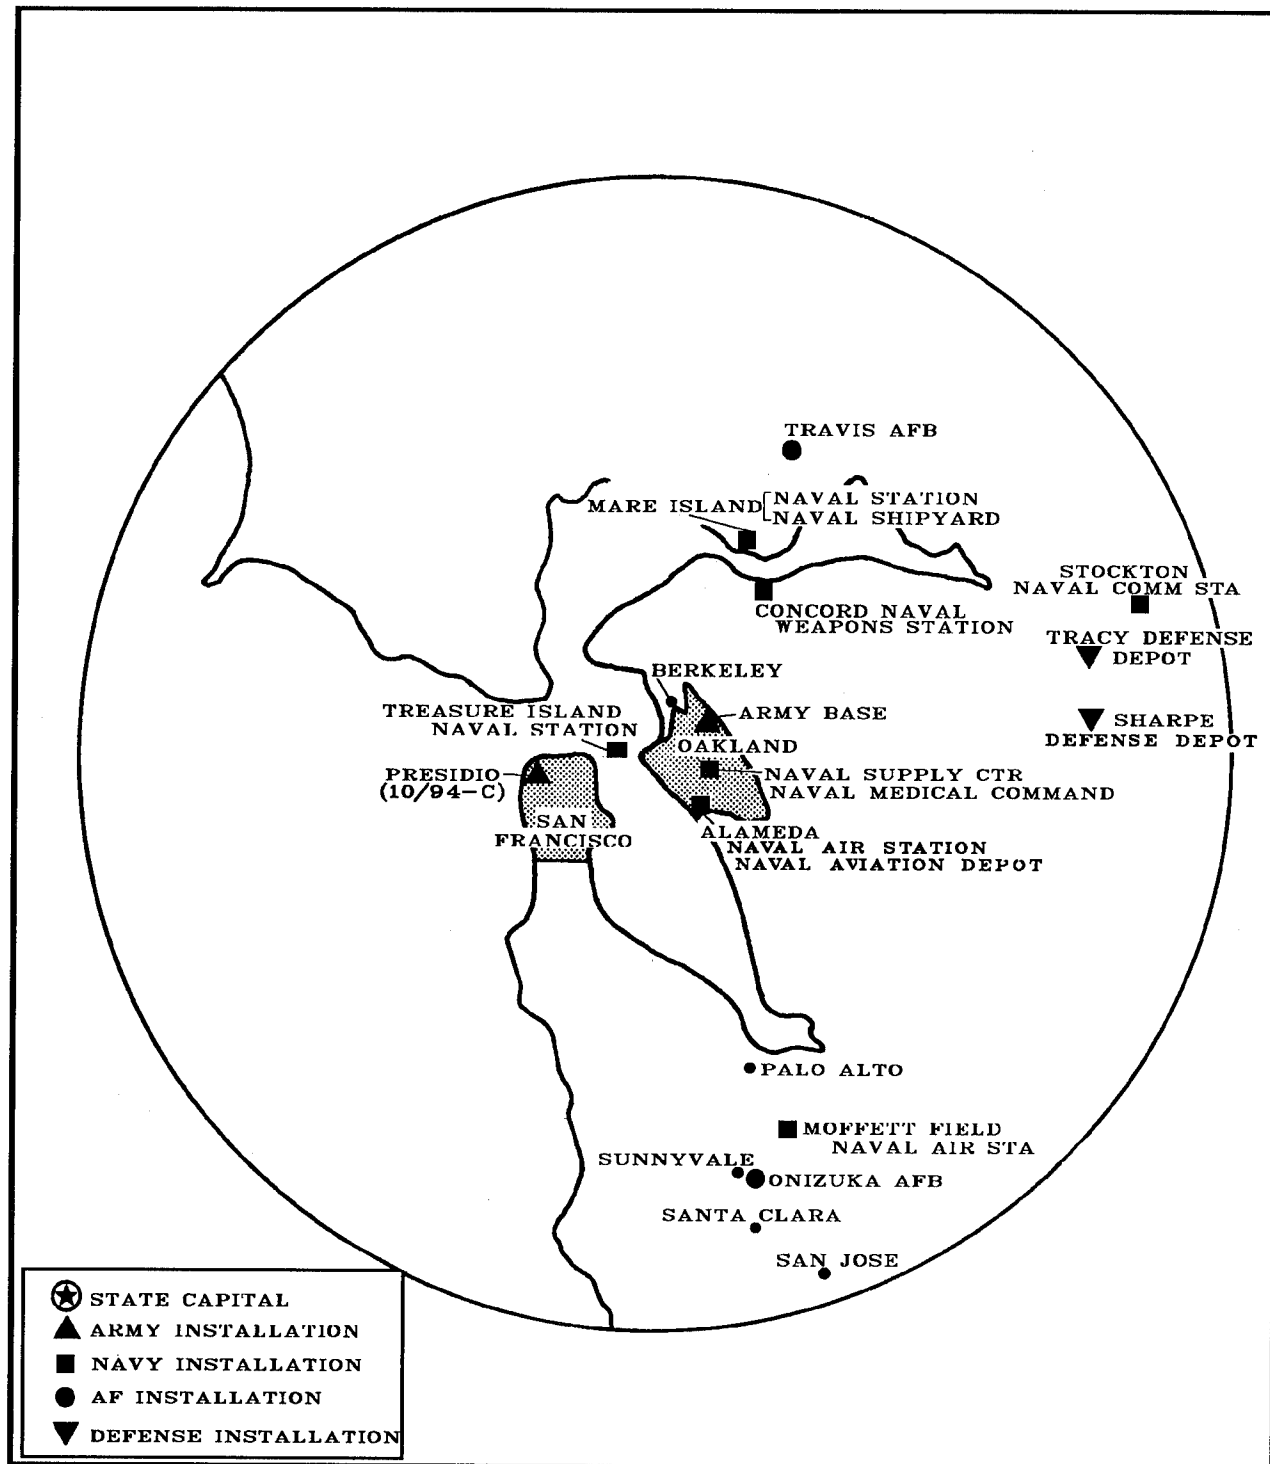 TRAVIS AFB
MARE ISLAND
NAVAL STATION
NAVAL SHIPYARD
STOCKTON
NAVAL COMM STA
CONCORD NAVAL
WEAPONS STATION
TRACY DEFENSE
DEPOT
BERKELEY
TREASURE ISLAND
NAVAL STATION
ARMY BASE
SHARPE
DEFENSE DEPOT
OAKLAND
PRESIDIO
(10/94-C)
NAVAL SUPPLY CTR
NAVAL MEDICAL COMMAND
SAN
FRANCISCO
ALAMEDA
NAVAL AIR STATION
NAVAL AVIATION DEPOT
PALO ALTO
MOFFETT FIELD
NAVAL AIR STA
SUNNYVALE
ONIZUKA AFB
SANTA CLARA
SAN JOSE
STATE CAPITAL
ARMY INSTALLATION
NAVY INSTALLATION
AF INSTALLATION
DEFENSE INSTALLATION